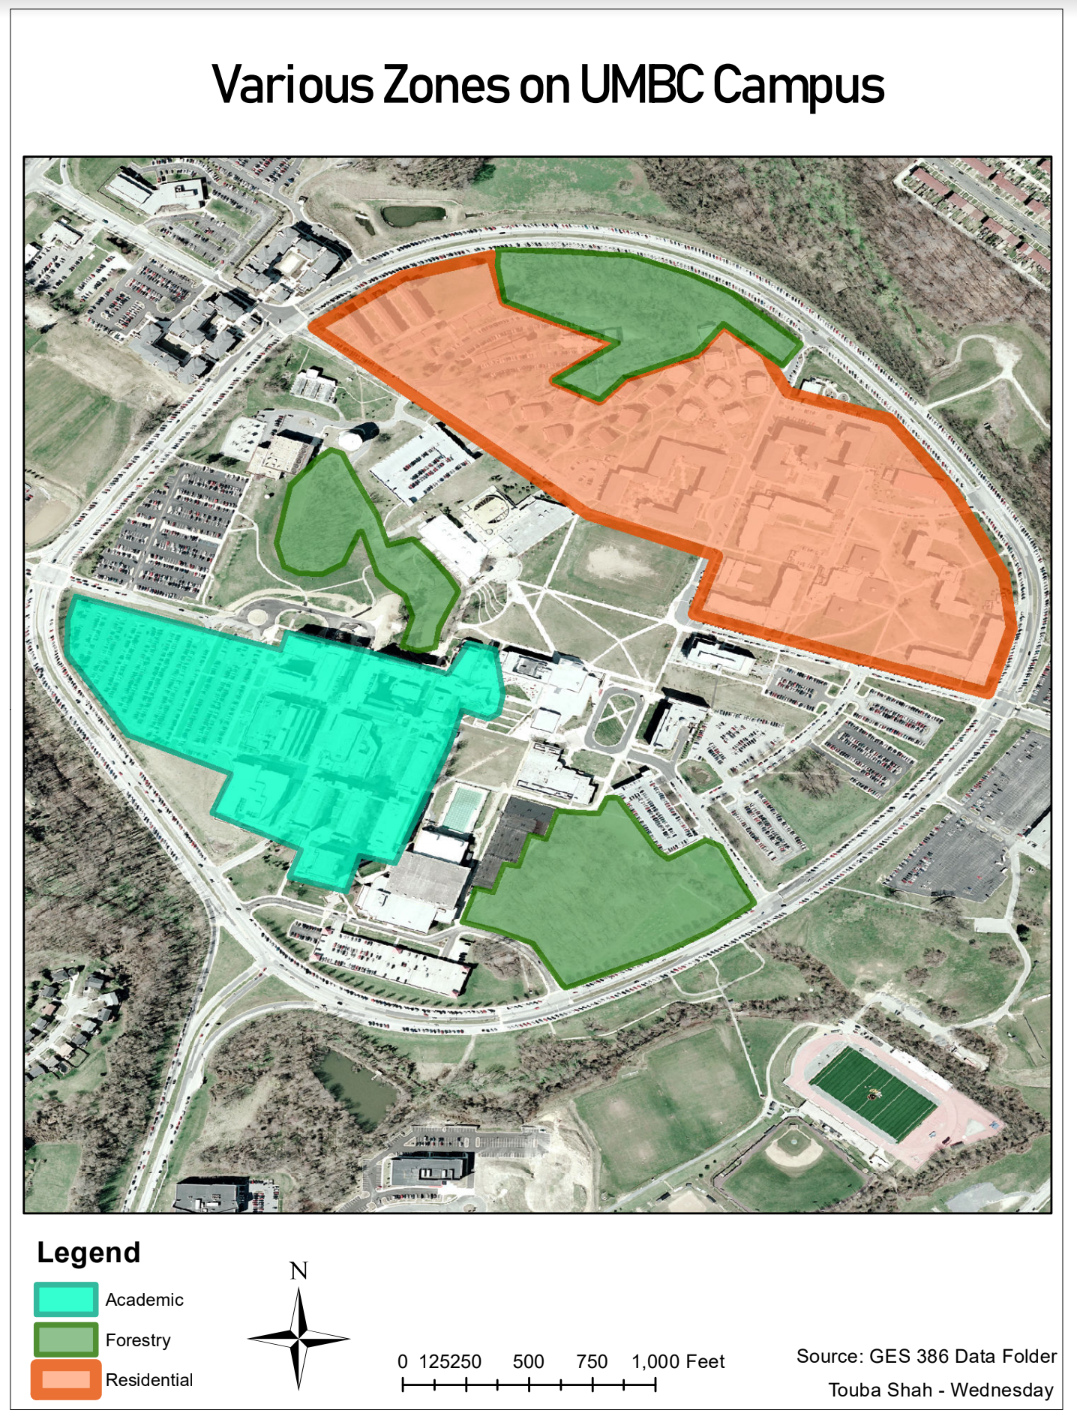 Various Zones on UMBC Campus
Legend
Academic
Forestry
Residential
N
0 125250 500 750 1,000 Feet
Source: GES 386 Data Folder
Touba Shah - Wednesday